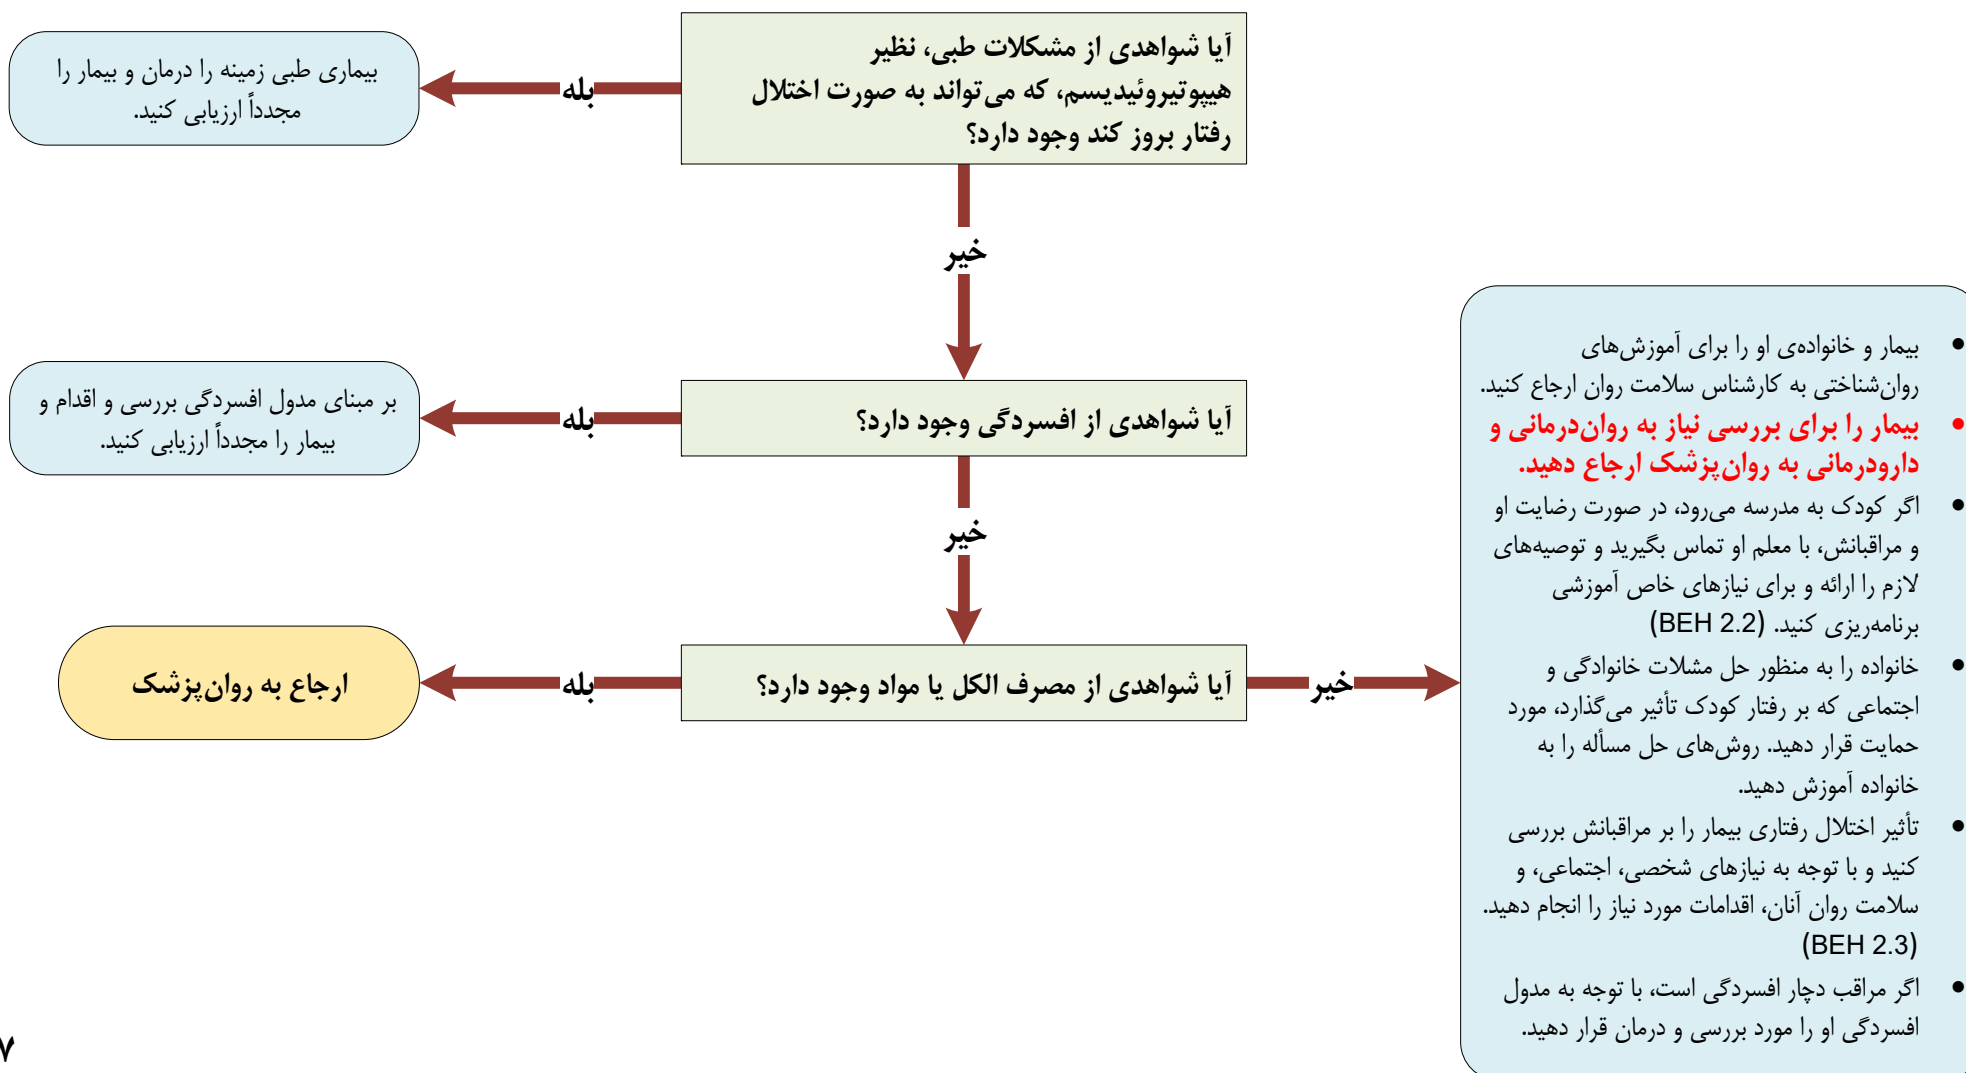 آیا شواهدی از مشکلات طبی، نظیر
هیپوتیروئیدیسم، که می‌تواند به صورت اختلال
رفتار بروز کند وجود دارد؟
بله
بیماری طبی زمینه را درمان و بیمار را
مجدداً ارزیابی کنید.
خیر
آیا شواهدی از افسردگی وجود دارد؟
بله
بر مبنای مدول افسردگی بررسی و اقدام و
بیمار را مجدداً ارزیابی کنید.
خیر
آیا شواهدی از مصرف الکل یا مواد وجود دارد؟
بله
ارجاع به روان‌پزشک
خیر
• بیمار و خانواده‌ی او را برای آموزش‌های
روان‌شناختی به کارشناس سلامت روان ارجاع کنید.
• بیمار را برای بررسی نیاز به روان‌درمانی و
دارودرمانی به روان‌پزشک ارجاع دهید.
• اگر کودک به مدرسه می‌رود، در صورت رضایت او
و مراقبانش، با معلم او تماس بگیرید و توصیه‌های
لازم را ارائه و برای نیازهای خاص آموزشی
برنامه‌ریزی کنید. (BEH 2.2)
• خانواده را به منظور حل مشلات خانوادگی و
اجتماعی که بر رفتار کودک تأثیر می‌گذارد، مورد
حمایت قرار دهید. روش‌های حل مسأله را به
خانواده آموزش دهید.
• تأثیر اختلال رفتاری بیمار را بر مراقبانش بررسی
کنید و با توجه به نیازهای شخصی، اجتماعی، و
سلامت روان آنان، اقدامات مورد نیاز را انجام دهید.
(BEH 2.3)
• اگر مراقب دچار افسردگی است، با توجه به مدول
افسردگی او را مورد بررسی و درمان قرار دهید.
۷